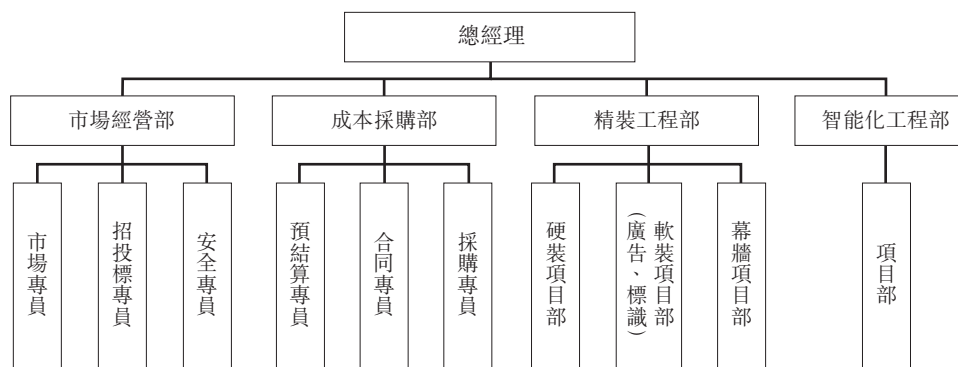 總經理
市場經營部
成本採購部
精裝工程部
智能化工程部
市場專員
招投標專員
安全專員
預結算專員
合同專員
採購專員
硬裝項目部
軟裝項目部
(廣告、標識)
幕牆項目部
項目部